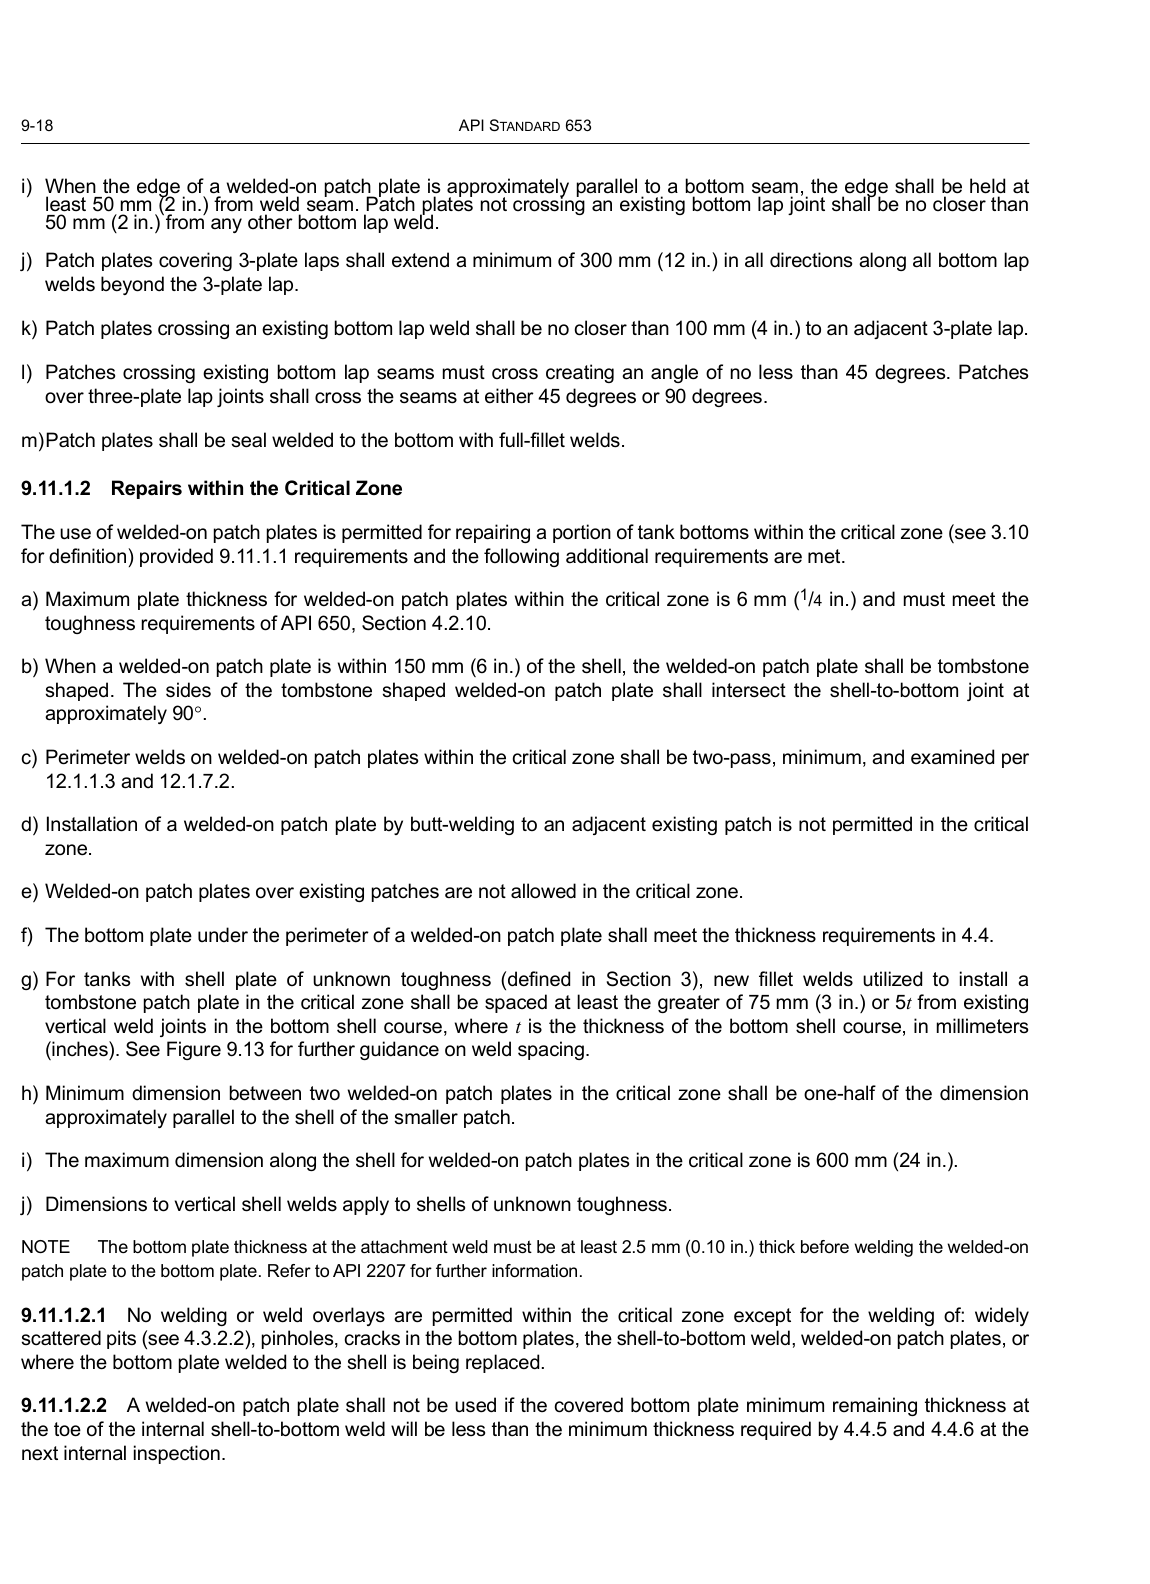 9-18 API STANDARD 653
i) When the edge of a welded-on patch plate is approximately parallel to a bottom seam, the edge shall be held at
least 50 mm (2 in.) from weld seam. Patch plates not crossing an existing bottom lap joint shall be no closer than
50 mm (2 in.) from any other bottom lap weld.
j) Patch plates covering 3-plate laps shall extend a minimum of 300 mm (12 in.) in all directions along all bottom lap
welds beyond the 3-plate lap.
k) Patch plates crossing an existing bottom lap weld shall be no closer than 100 mm (4 in.) to an adjacent 3-plate lap.
l) Patches crossing existing bottom lap seams must cross creating an angle of no less than 45 degrees. Patches
over three-plate lap joints shall cross the seams at either 45 degrees or 90 degrees.
m)Patch plates shall be seal welded to the bottom with full-fillet welds.
9.11.1.2 Repairs within the Critical Zone
The use of welded-on patch plates is permitted for repairing a portion of tank bottoms within the critical zone (see 3.10
for definition) provided 9.11.1.1 requirements and the following additional requirements are met.
a) Maximum plate thickness for welded-on patch plates within the critical zone is 6 mm (1/4 in.) and must meet the
toughness requirements of API 650, Section 4.2.10.
b) When a welded-on patch plate is within 150 mm (6 in.) of the shell, the welded-on patch plate shall be tombstone
shaped. The sides of the tombstone shaped welded-on patch plate shall intersect the shell-to-bottom joint at
approximately 90°.
c) Perimeter welds on welded-on patch plates within the critical zone shall be two-pass, minimum, and examined per
12.1.1.3 and 12.1.7.2.
d) Installation of a welded-on patch plate by butt-welding to an adjacent existing patch is not permitted in the critical
zone.
e) Welded-on patch plates over existing patches are not allowed in the critical zone.
f) The bottom plate under the perimeter of a welded-on patch plate shall meet the thickness requirements in 4.4.
g) For tanks with shell plate of unknown toughness (defined in Section 3), new fillet welds utilized to install a
tombstone patch plate in the critical zone shall be spaced at least the greater of 75 mm (3 in.) or 5t from existing
vertical weld joints in the bottom shell course, where t is the thickness of the bottom shell course, in millimeters
(inches). See Figure 9.13 for further guidance on weld spacing.
h) Minimum dimension between two welded-on patch plates in the critical zone shall be one-half of the dimension
approximately parallel to the shell of the smaller patch.
i) The maximum dimension along the shell for welded-on patch plates in the critical zone is 600 mm (24 in.).
j) Dimensions to vertical shell welds apply to shells of unknown toughness.
NOTE The bottom plate thickness at the attachment weld must be at least 2.5 mm (0.10 in.) thick before welding the welded-on
patch plate to the bottom plate. Refer to API 2207 for further information.
9.11.1.2.1 No welding or weld overlays are permitted within the critical zone except for the welding of: widely
scattered pits (see 4.3.2.2), pinholes, cracks in the bottom plates, the shell-to-bottom weld, welded-on patch plates, or
where the bottom plate welded to the shell is being replaced.
9.11.1.2.2 A welded-on patch plate shall not be used if the covered bottom plate minimum remaining thickness at
the toe of the internal shell-to-bottom weld will be less than the minimum thickness required by 4.4.5 and 4.4.6 at the
next internal inspection.